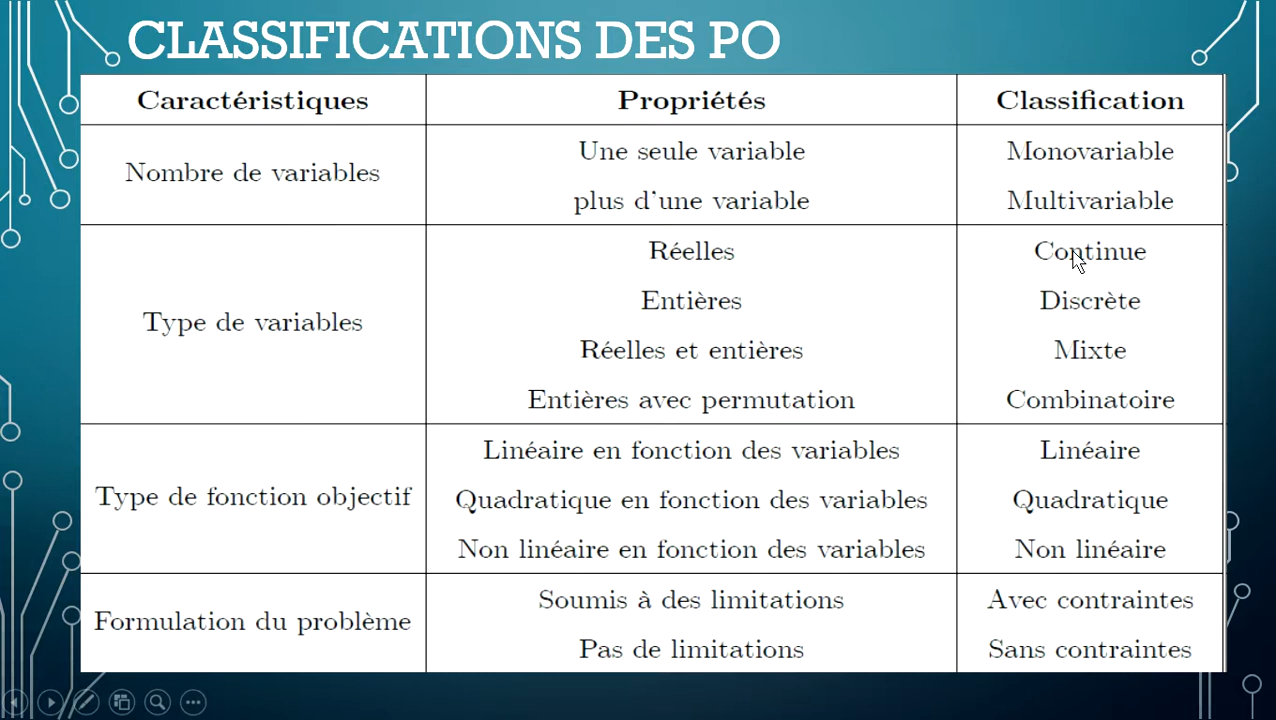 CLASSIFICATIONS DES PO
Caractéristiques Propriétés Classification
Nombre de variables
Une seule variable Monovariable
plus d'une variable Multivariable
Type de variables
Réelles Continue
Entières Discrète
Réelles et entières Mixte
Entières avec permutation Combinatoire
Type de fonction objectif
Linéaire en fonction des variables Linéaire
Quadratique en fonction des variables Quadratique
Non linéaire en fonction des variables Non linéaire
Formulation du problème
Soumis à des limitations Avec contraintes
Pas de limitations Sans contraintes